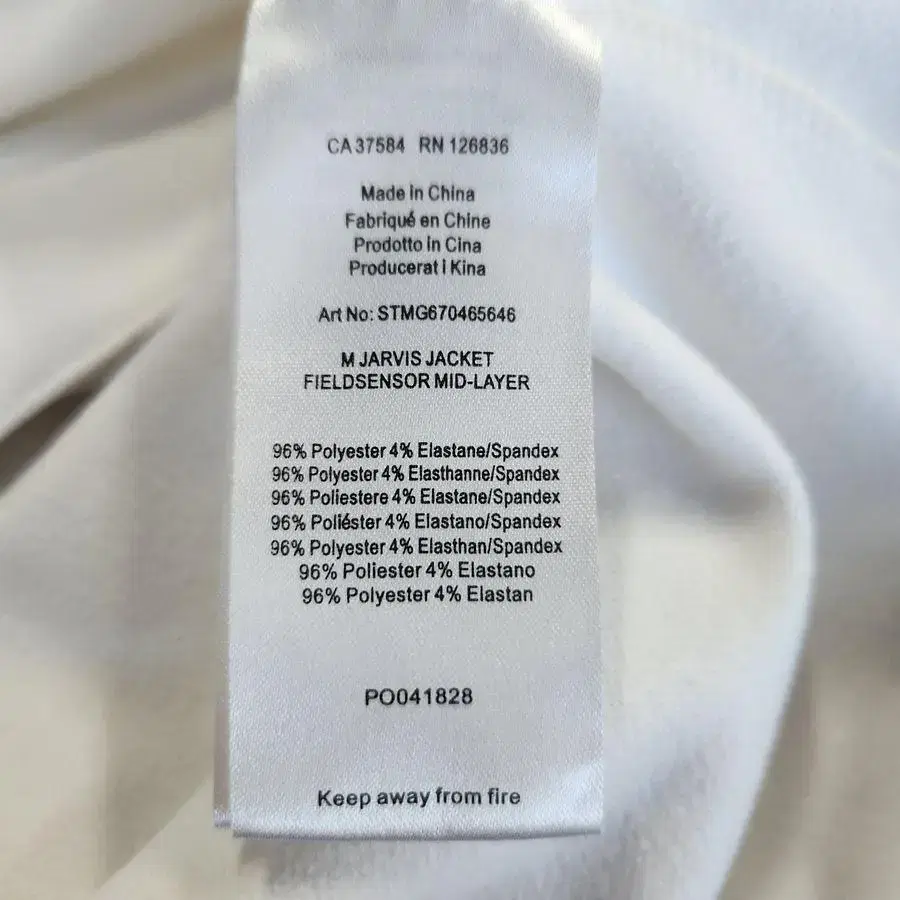 CA 37584 RN 126836
Made in China
Fabriqué en Chine
Prodotto in Cina
Producerat i Kina
Art No: STMG670465646
M JARVIS JACKET
FIELDSENSOR MID-LAYER
96% Polyester 4% Elastane/Spandex
96% Polyester 4% Elasthanne/Spandex
96% Poliestere 4% Elastane/Spandex
96% Poliéster 4% Elastano/Spandex
96% Polyester 4% Elasthan/Spandex
96% Poliester 4% Elastano
96% Polyester 4% Elastan
PO041828
Keep away from fire